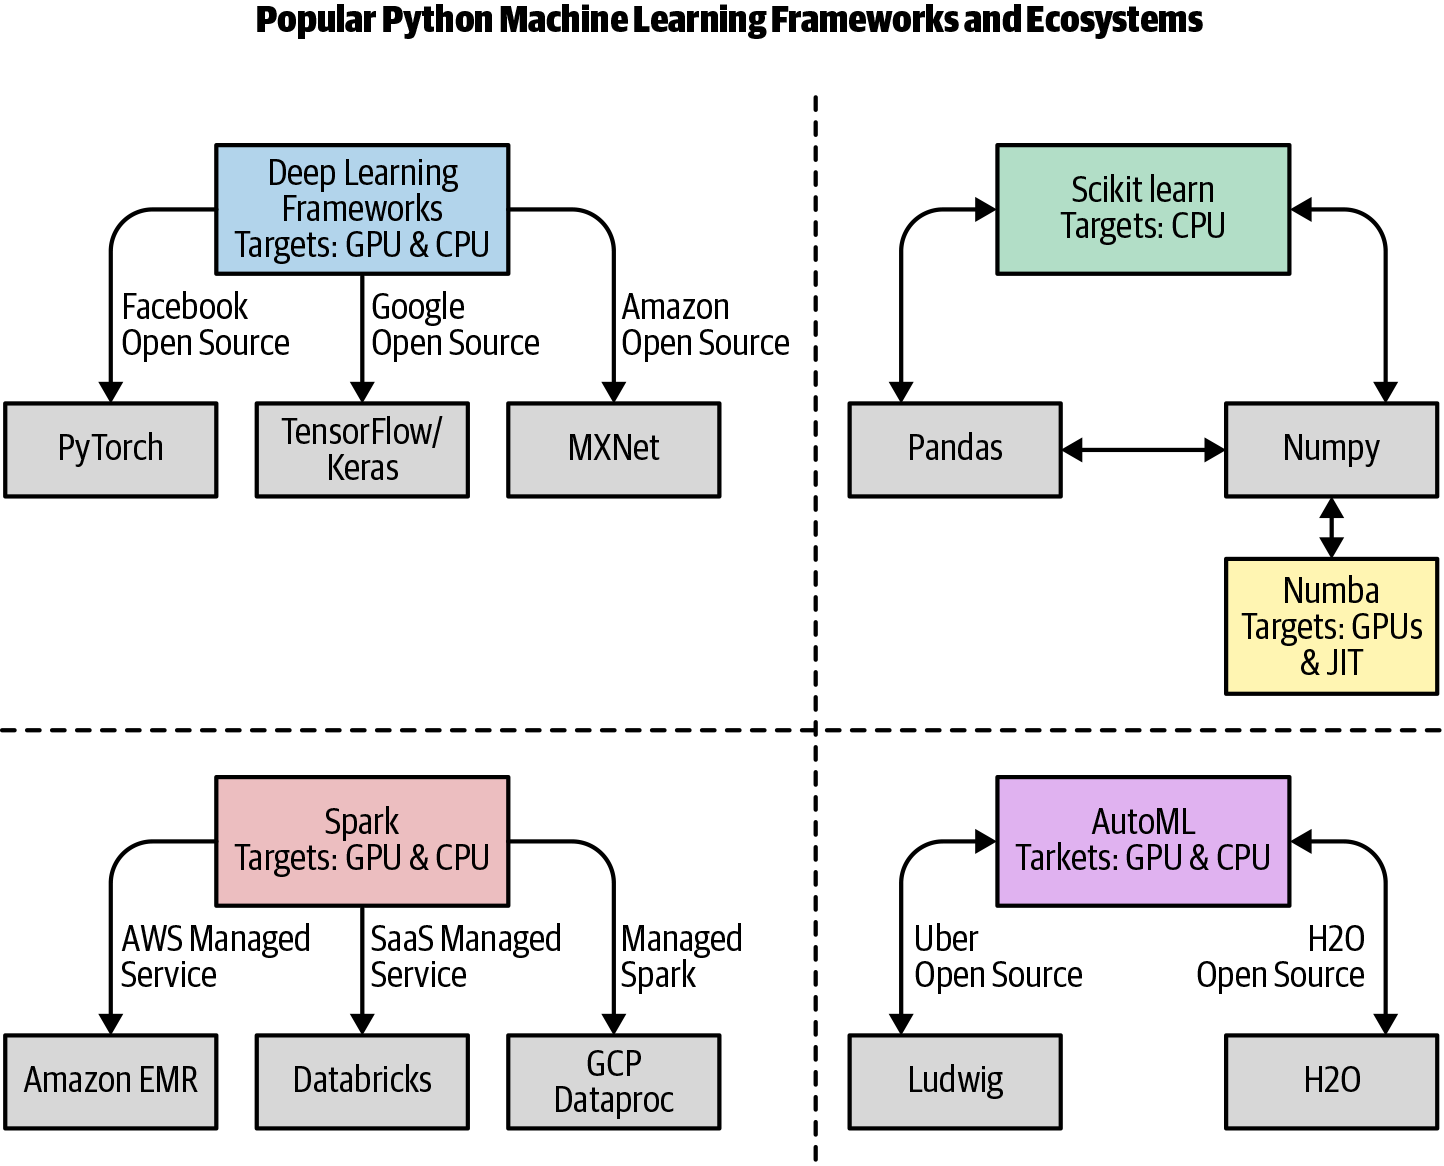 Popular Python Machine Learning Frameworks and Ecosystems
Deep Learning
Frameworks
Targets: GPU & CPU
Facebook
Open Source
Google
Open Source
Amazon
Open Source
PyTorch
TensorFlow/
Keras
MXNet
Scikit learn
Targets: CPU
Pandas
Numpy
Numba
Targets: GPUs
& JIT
Spark
Targets: GPU & CPU
AWS Managed
Service
SaaS Managed
Service
Managed
Spark
Amazon EMR
Databricks
GCP
Dataproc
AutoML
Tarkets: GPU & CPU
Uber
Open Source
H2O
Open Source
Ludwig
H2O